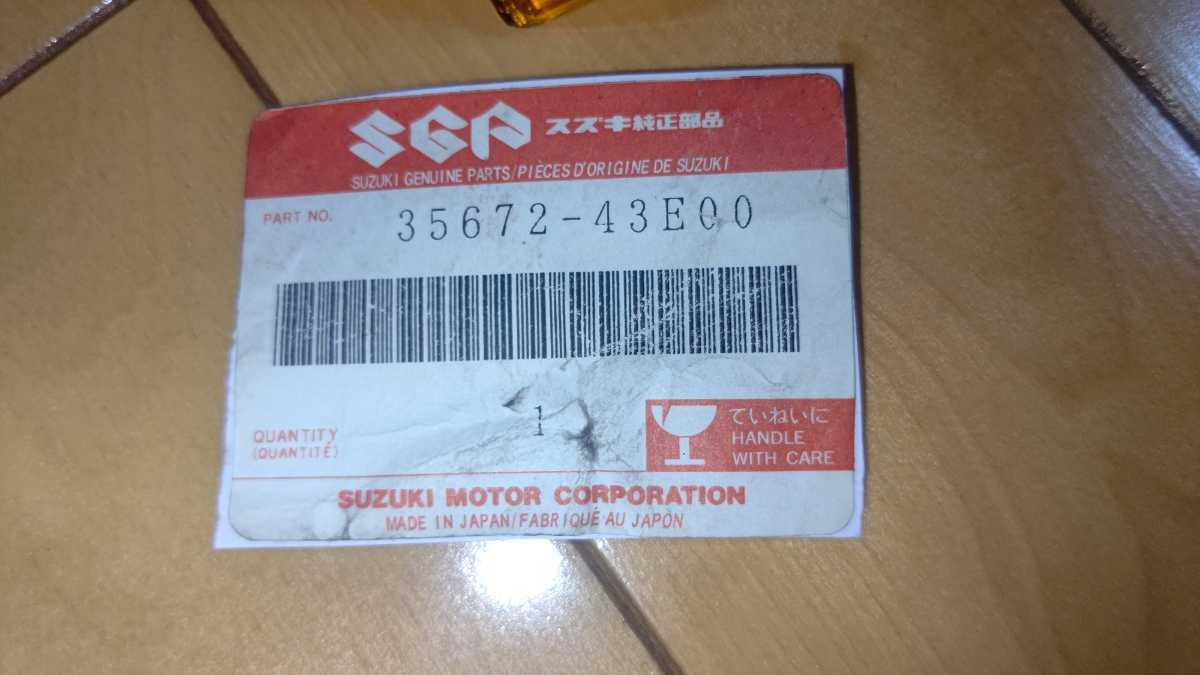 SGP スズキ純正部品
SUZUKI GENUINE PARTS/PIÈCES D'ORIGINE DE SUZUKI
PART NO. 35672-43E00
QUANTITY
(QUANTITÉ)
1
ていねいに
HANDLE
WITH CARE
SUZUKI MOTOR CORPORATION
MADE IN JAPAN/FABRIQUÉ AU JAPON